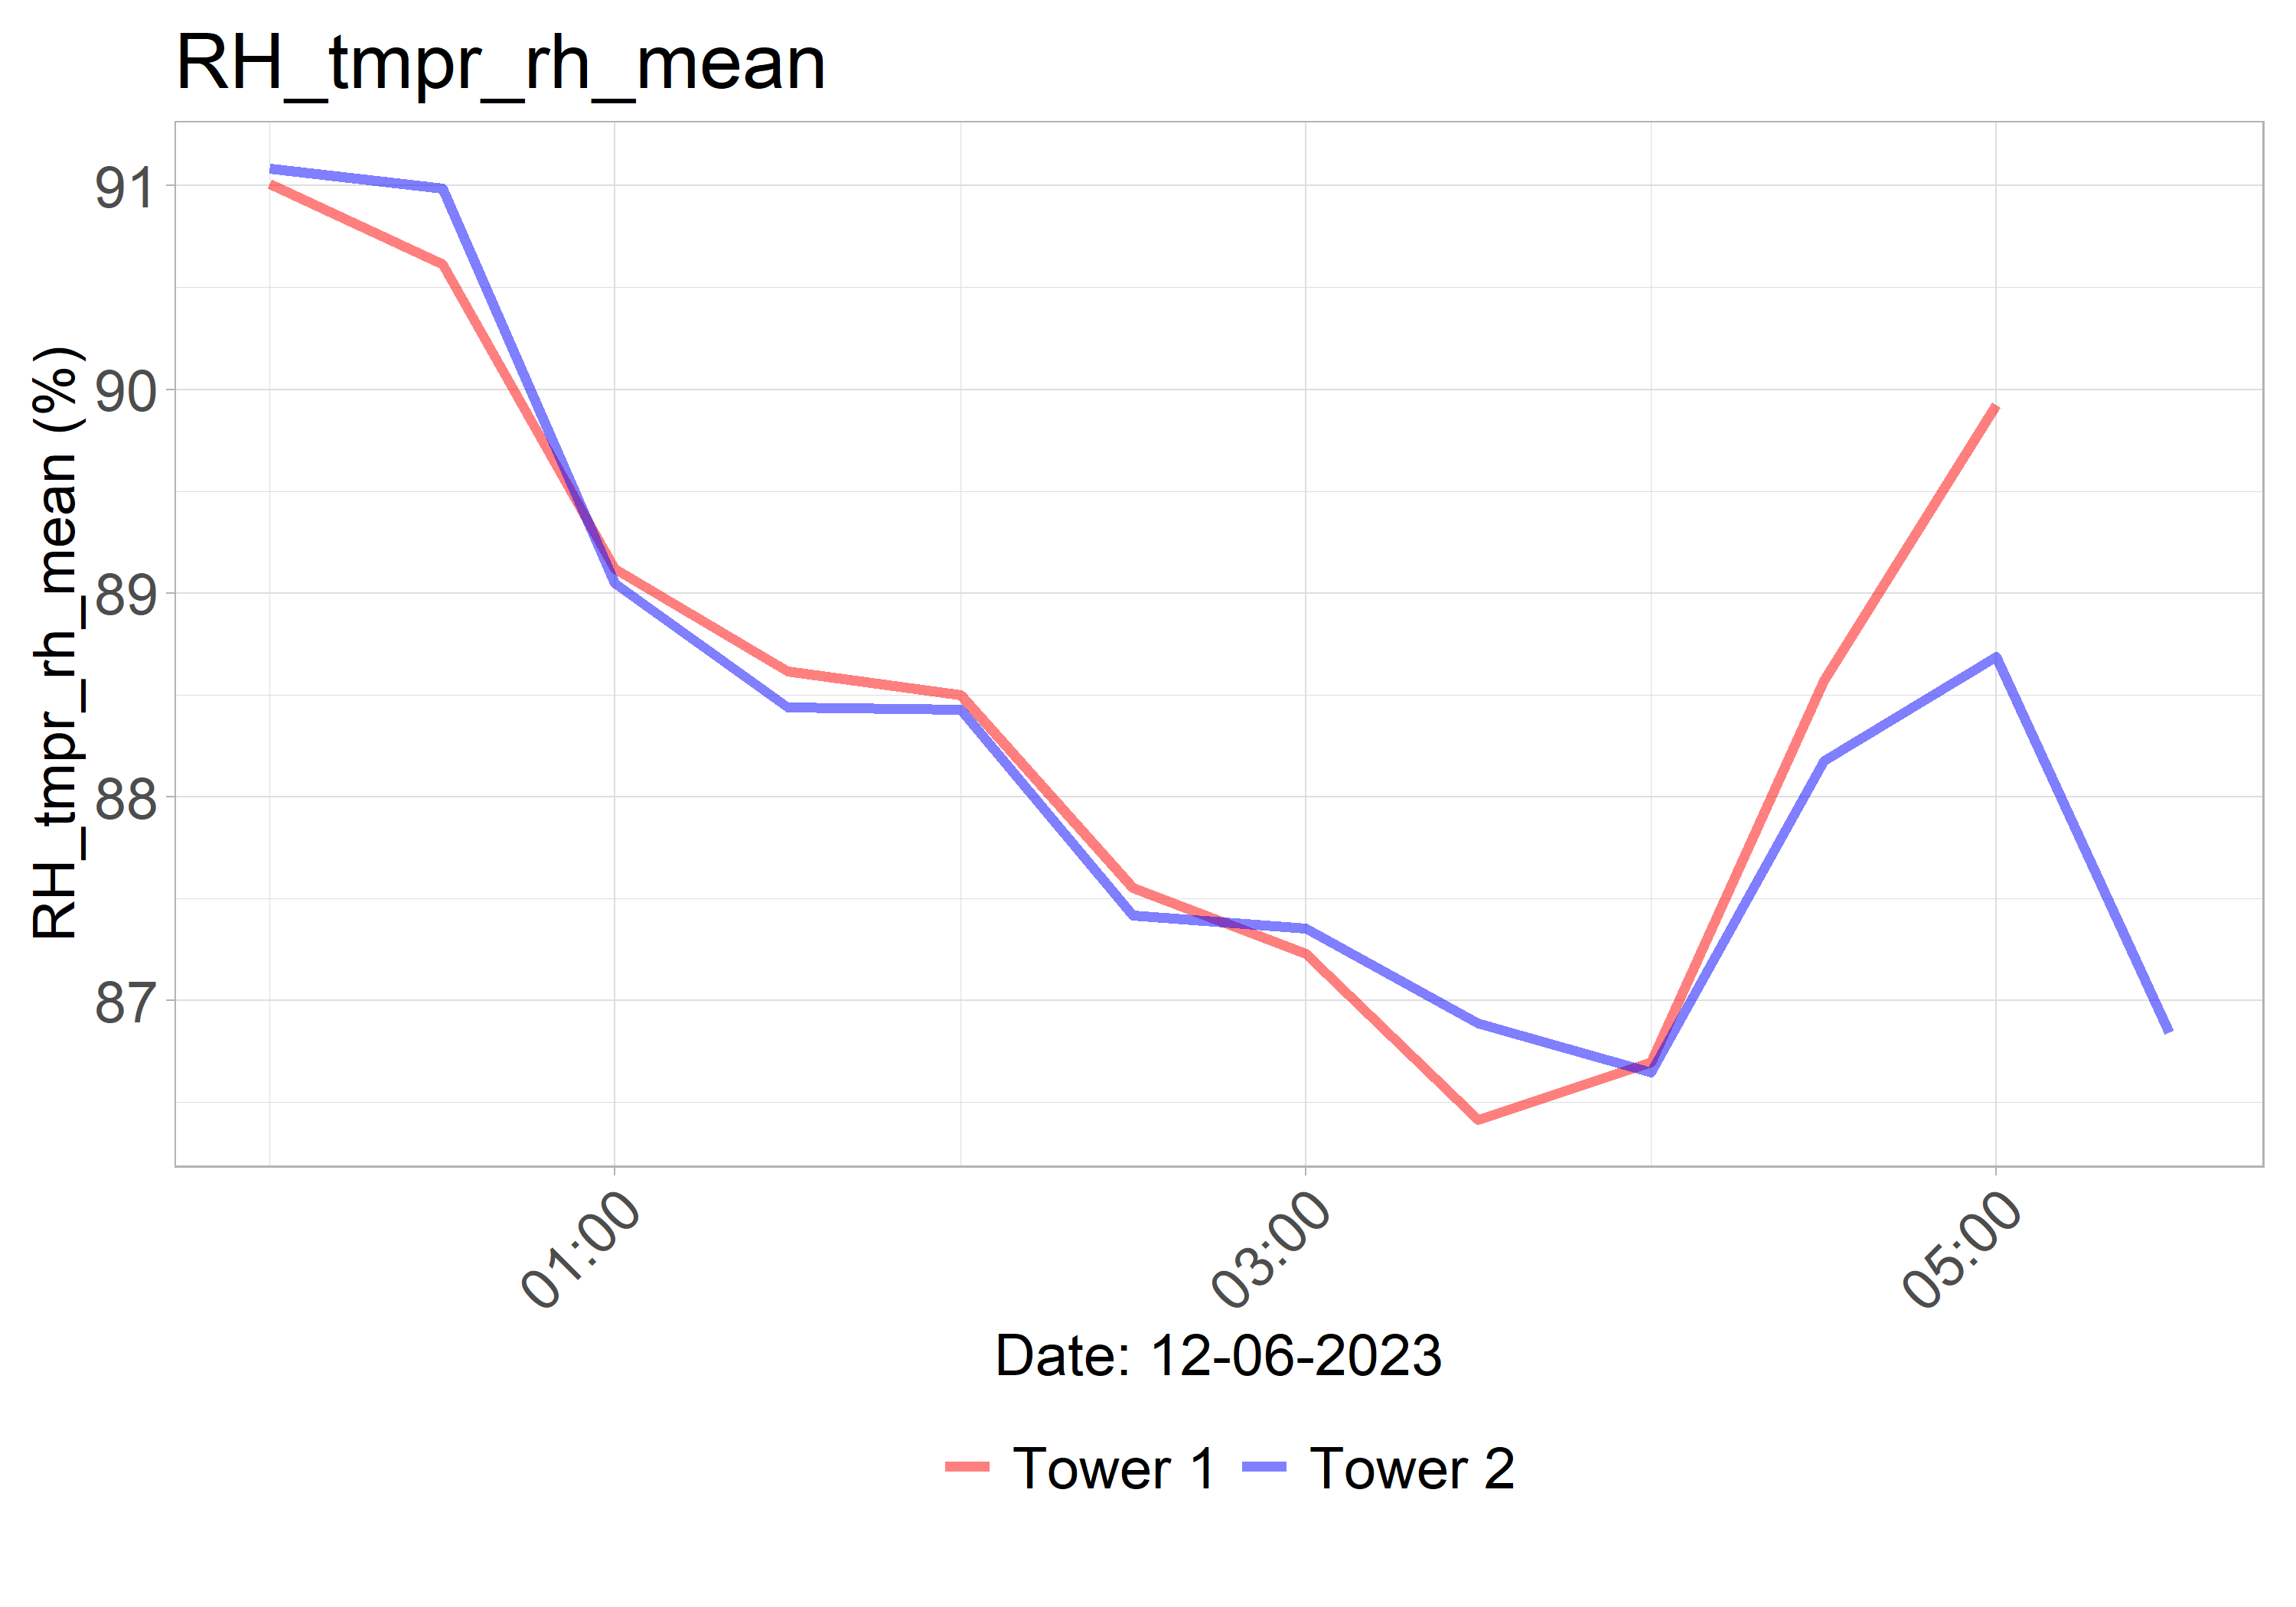 RH_tmpr_rh_mean
RH_tmpr_rh_mean (%)
91
90
89
88
87
01:00
03:00
05:00
Date: 12-06-2023
Tower 1
Tower 2